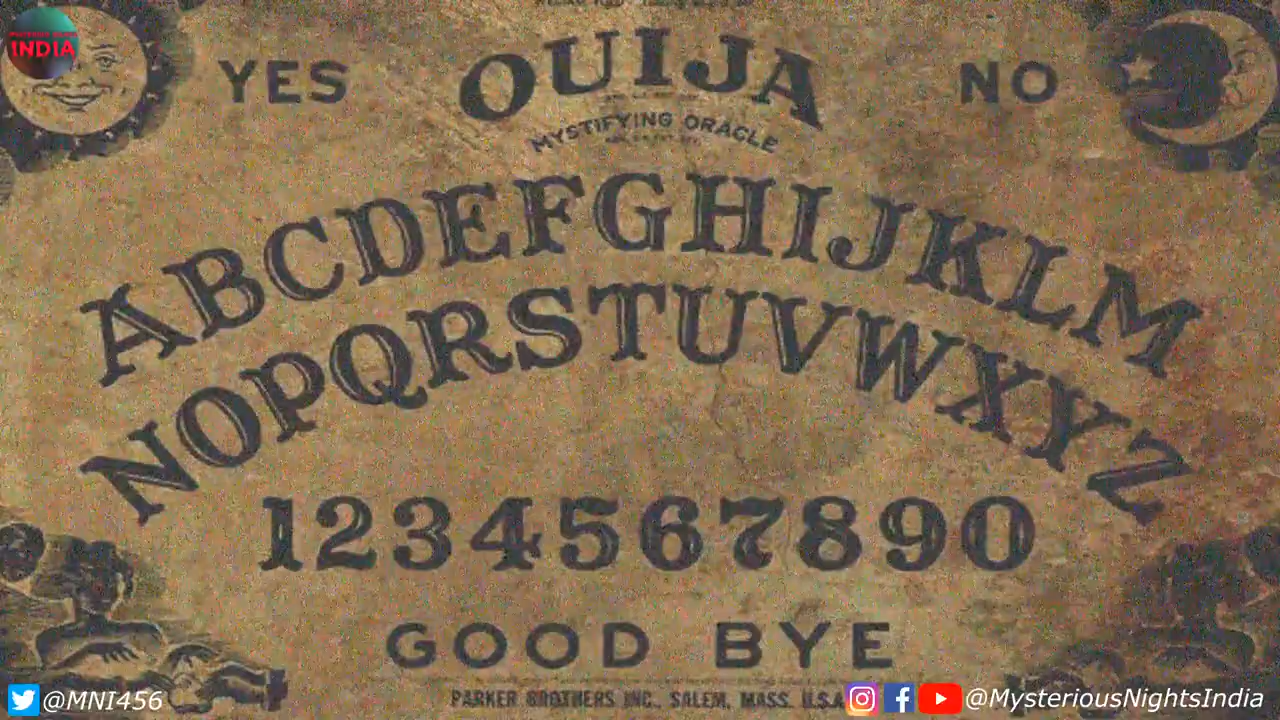 INDIA
YES
OUIJA
NO
MYSTIFYING ORACLE
ABCDEFGHIJKLM
NOPQRSTUVWXYZ
1234567890
GOOD BYE
PARKER BROTHERS INC., SALEM, MASS. U.S.A
@MNI456
@MysteriousNightsIndia